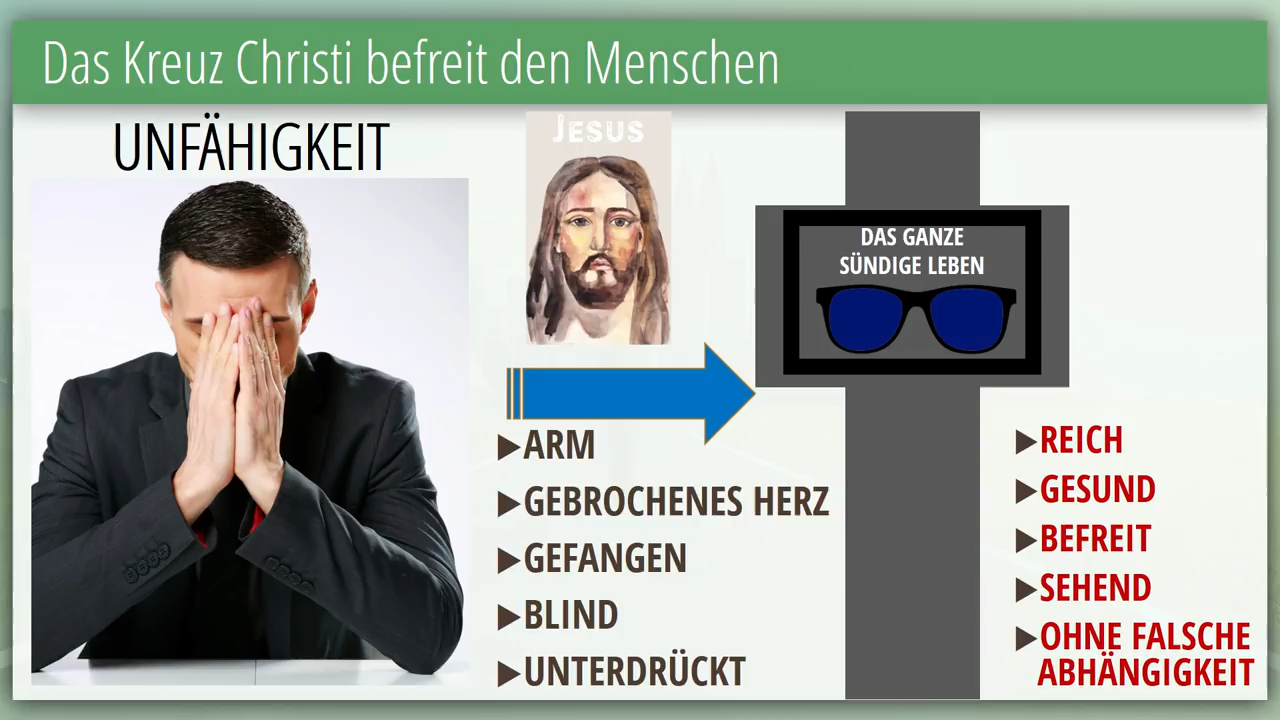 Das Kreuz Christi befreit den Menschen
UNFÄHIGKEIT
JESUS
DAS GANZE
SÜNDIGE LEBEN
▶ARM
▶GEBROCHENES HERZ
▶GEFANGEN
▶BLIND
▶UNTERDRÜCKT
▶REICH
▶GESUND
▶BEFREIT
▶SEHEND
▶OHNE FALSCHE
ABHÄNGIGKEIT